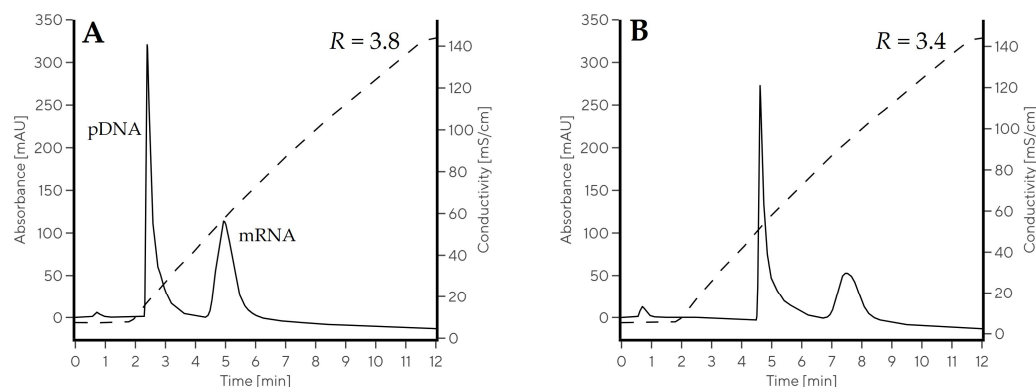 A
R = 3.8
pDNA
mRNA
350
300
250
200
150
100
50
0
Absorbance [mAU]
140
120
100
80
60
40
20
0
Conductivity [mS/cm]
0 1 2 3 4 5 6 7 8 9 10 11 12
Time [min]
B
R = 3.4
350
300
250
200
150
100
50
0
Absorbance [mAU]
140
120
100
80
60
40
20
0
Conductivity [mS/cm]
0 1 2 3 4 5 6 7 8 9 10 11 12
Time [min]